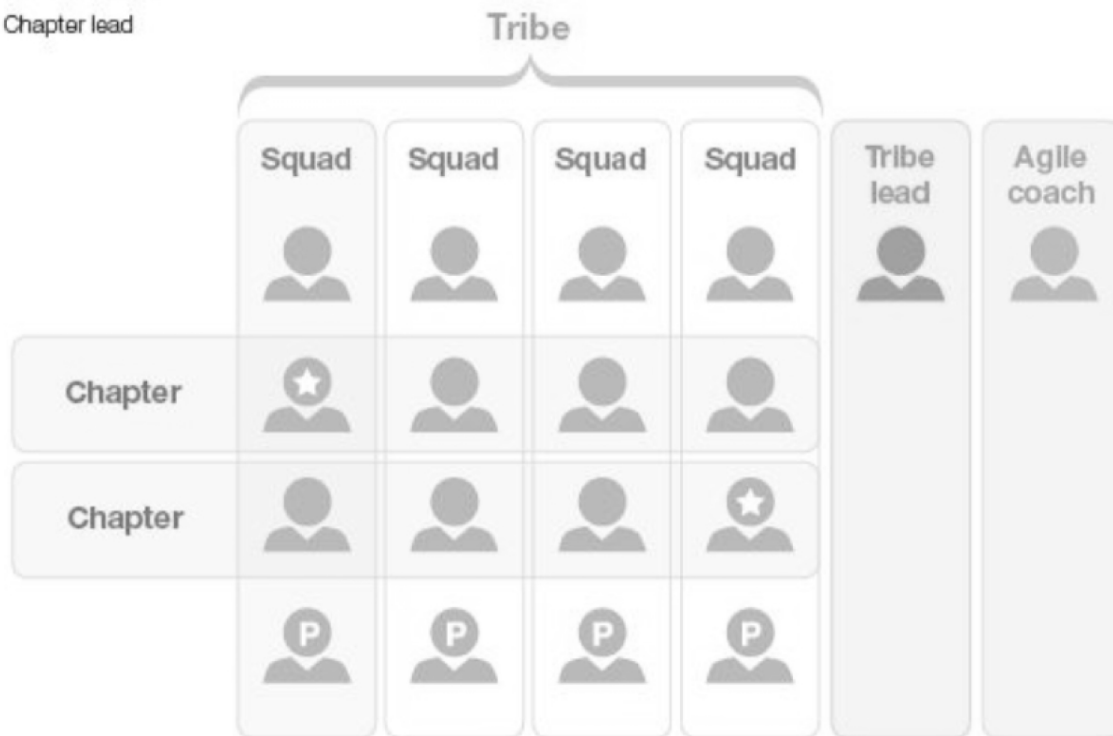 Chapter lead
Tribe
Squad
Squad
Squad
Squad
Tribe
lead
Agile
coach
Chapter
Chapter
P
P
P
P